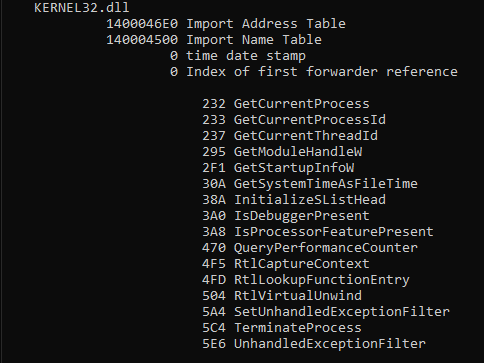 KERNEL32.dll
1400046E0 Import Address Table
140004500 Import Name Table
0 time date stamp
0 Index of first forwarder reference
232 GetCurrentProcess
233 GetCurrentProcessId
237 GetCurrentThreadId
295 GetModuleHandleW
2F1 GetStartupInfoW
30A GetSystemTimeAsFileTime
38A InitializeSListHead
3A0 IsDebuggerPresent
3A8 IsProcessorFeaturePresent
470 QueryPerformanceCounter
4F5 RtlCaptureContext
4FD RtlLookupFunctionEntry
504 RtlVirtualUnwind
5A4 SetUnhandledExceptionFilter
5C4 TerminateProcess
5E6 UnhandledExceptionFilter